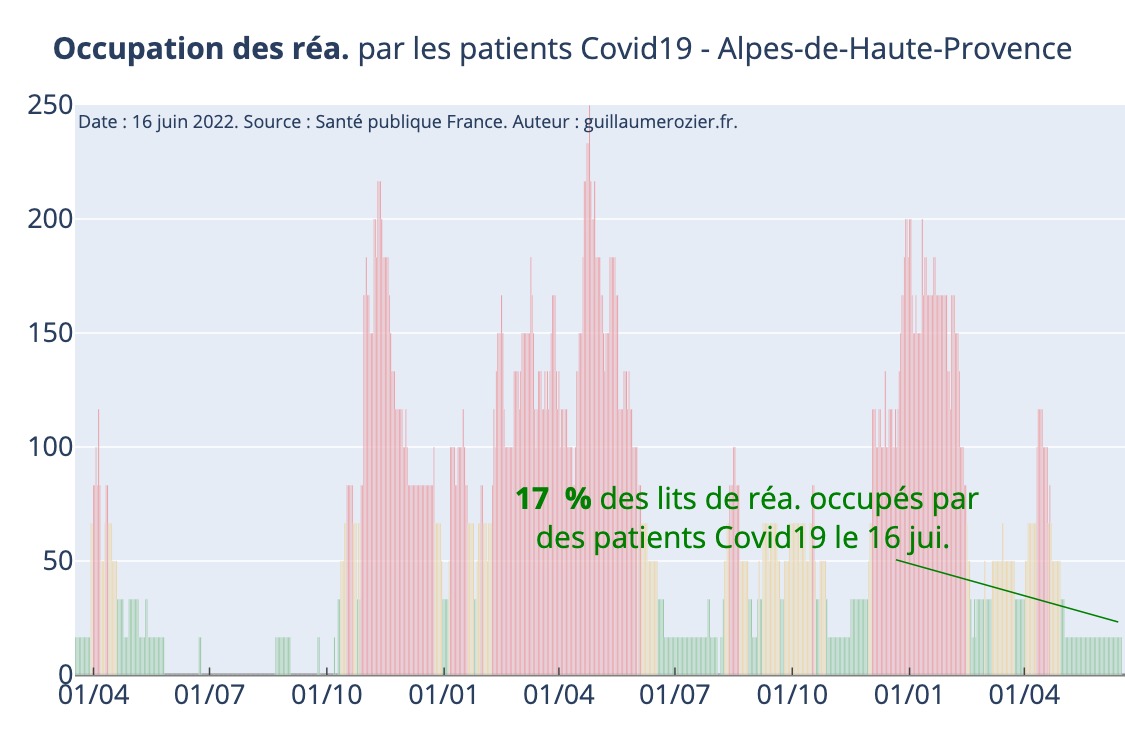 Occupation des réa. par les patients Covid19 - Alpes-de-Haute-Provence
250
Date : 16 juin 2022. Source : Santé publique France. Auteur : guillaumerozier.fr.
200
150
100
17 % des lits de réa. occupés par
des patients Covid19 le 16 jui.
50
0
01/04 01/07 01/10 01/01 01/04 01/07 01/10 01/01 01/04